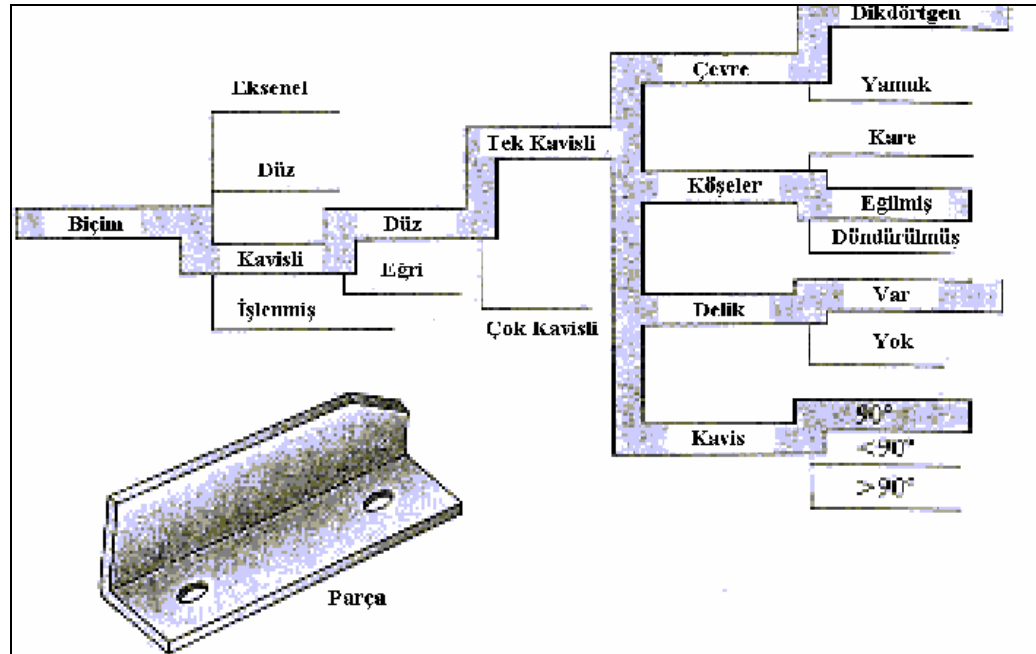 Dikdörtgen
Çevre
Eksenel
Yamuk
Kare
Tek Kavisli
Düz
Köşeler
Eğilmiş
Biçim
Düz
Döndürülmüş
Kavisli
Eğri
Var
İşlenmiş
Delik
Çok Kavisli
Yok
90°
Kavis
<90°
>90°
Parça